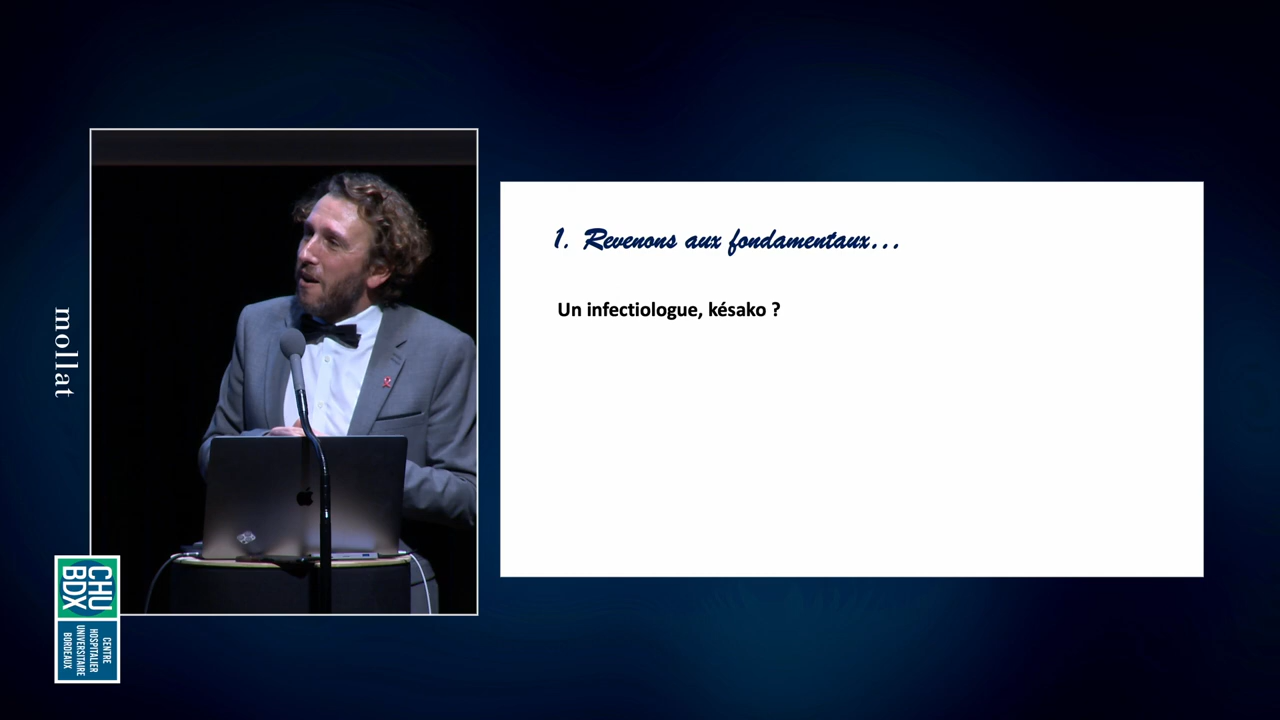 1. Revenons aux fondamentaux...
Un infectiologue, késako ?
mollat
CHU
BDX
CENTRE
HOSPITALIER
UNIVERSITAIRE
BORDEAUX